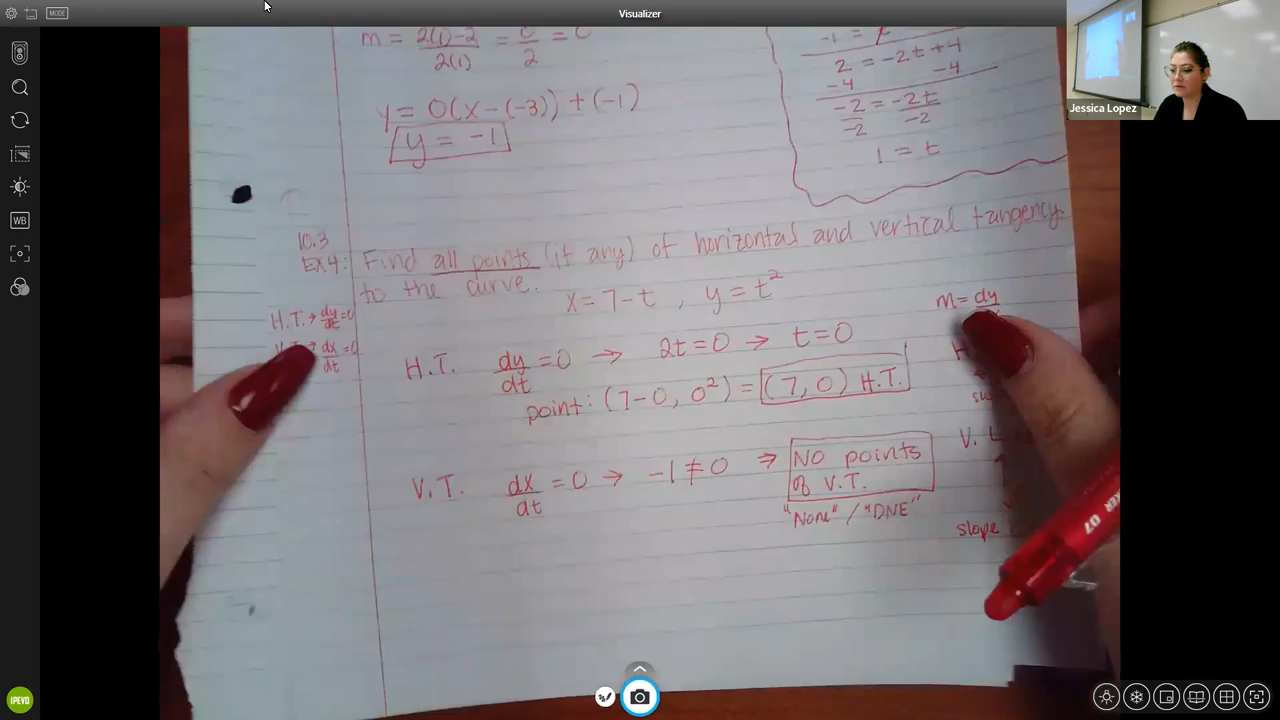 MODE
Visualizer
Jessica Lopez
m = 2(1)-2 / 2(1) = 0/2 = 0
y = 0(x-(-3)) + (-1)
y = -1
2 = -2t+4
-4 -4
-2 = -2t
-2 -2
1 = t
10.3
EX4: Find all points (if any) of horizontal and vertical tangency
to the curve.
x = 7-t , y = t²
H.T. → dy/dt = 0
dx/dt = 0
m = dy
H.T. dy/dt = 0 → 2t = 0 → t = 0
point: (7-0, 0²) = (7,0) H.T.
V.T. dx/dt = 0 → -1 ≠ 0 ⇒ No points
of V.T.
"None" / "DNE"
slope
07
WB
IPEVO